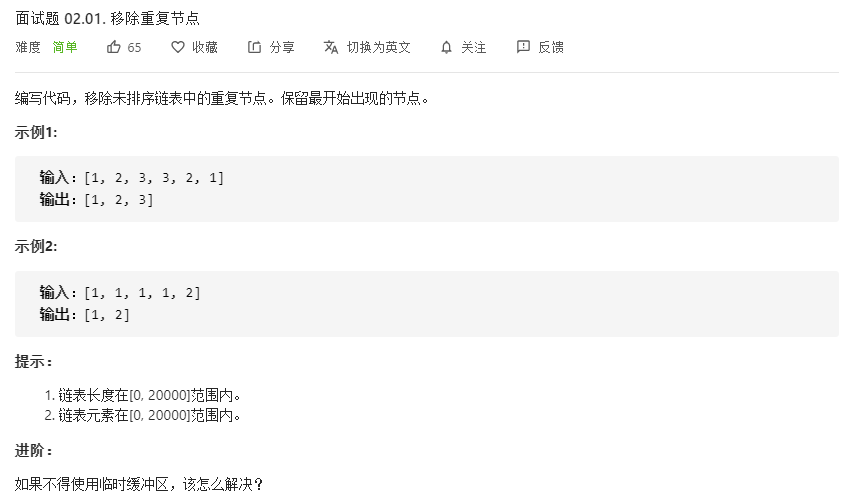 面试题 02.01. 移除重复节点
难度 简单 65 收藏 分享 切换为英文 关注 反馈
编写代码，移除未排序链表中的重复节点。保留最开始出现的节点。
示例1:
输入：[1, 2, 3, 3, 2, 1]
输出：[1, 2, 3]
示例2:
输入：[1, 1, 1, 1, 2]
输出：[1, 2]
提示：
1. 链表长度在[0, 20000]范围内。
2. 链表元素在[0, 20000]范围内。
进阶：
如果不得使用临时缓冲区，该怎么解决？